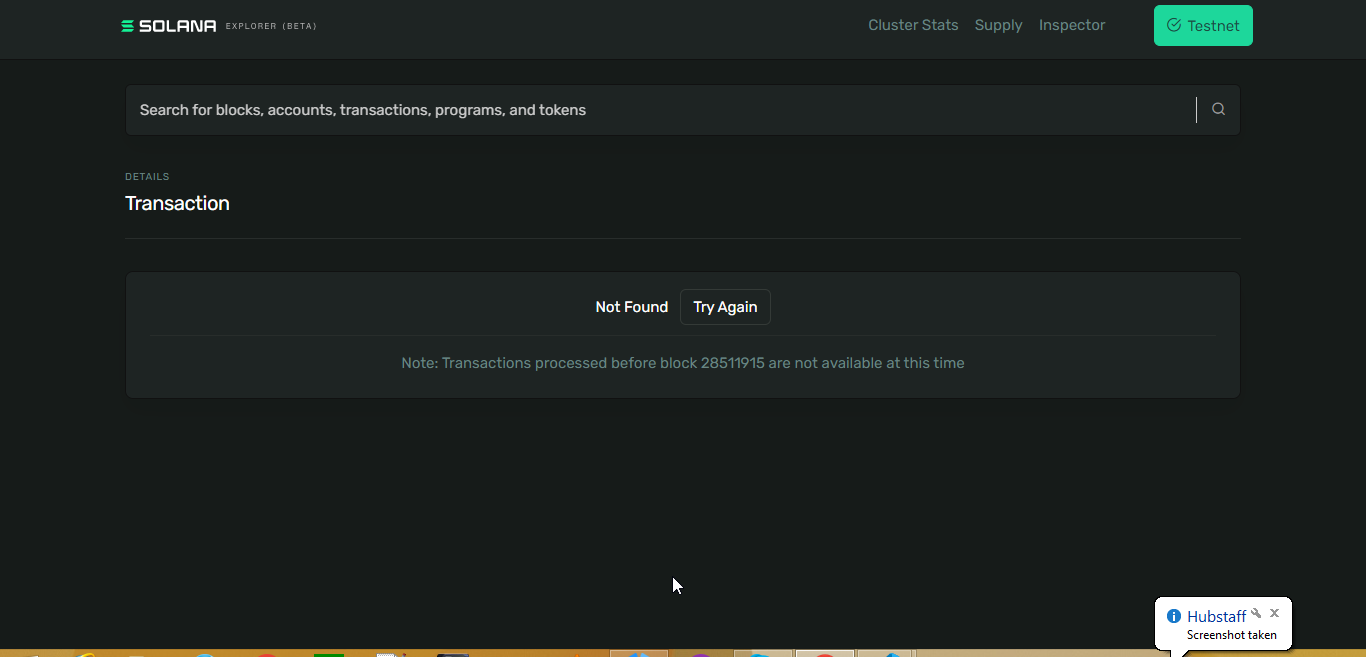 SOLANA EXPLORER (BETA) Cluster Stats Supply Inspector Testnet
Search for blocks, accounts, transactions, programs, and tokens
DETAILS
Transaction
Not Found Try Again
Note: Transactions processed before block 28511915 are not available at this time
Hubstaff
Screenshot taken